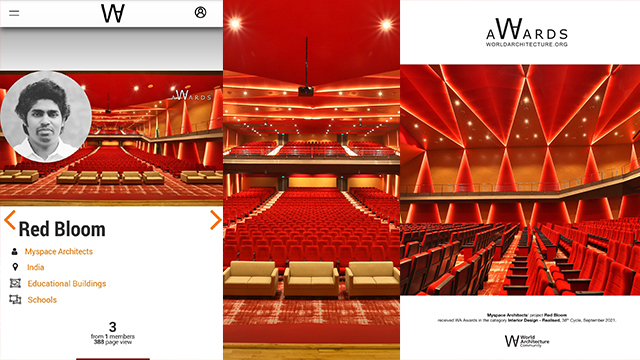 WA
AWARDS
Red Bloom
Myspace Architects
India
Educational Buildings
Schools
3
from 1 members
388 page view
AWARDS
WORLDARCHITECTURE.ORG
Myspace Architects' project Red Bloom
received WA Awards in the category Interior Design - Realised, 38th Cycle, September 2021.
WA World
Architecture
Community